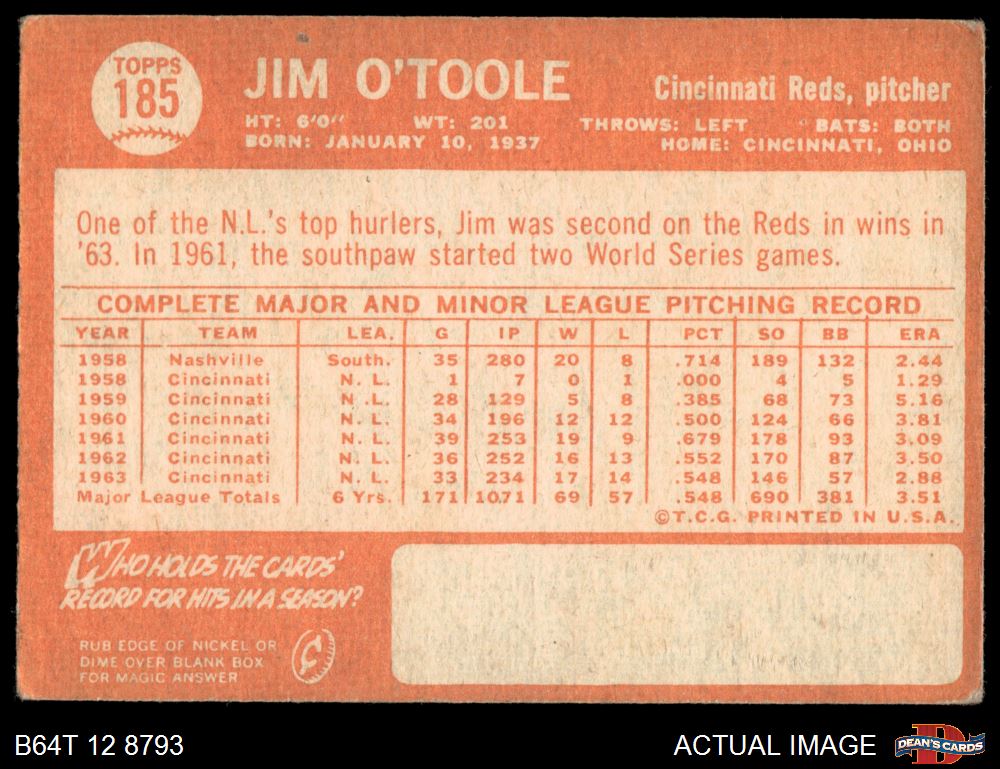 TOPPS
185
JIM O'TOOLE
Cincinnati Reds, pitcher
HT: 6'0" WT: 201 THROWS: LEFT BATS: BOTH
BORN: JANUARY 10, 1937 HOME: CINCINNATI, OHIO
One of the N.L.'s top hurlers, Jim was second on the Reds in wins in
'63. In 1961, the southpaw started two World Series games.
COMPLETE MAJOR AND MINOR LEAGUE PITCHING RECORD
YEAR TEAM LEA. G IP W L PCT SO BB ERA
1958 Nashville South. 35 280 20 8 .714 189 132 2.44
1958 Cincinnati N. L. 1 7 0 1 .000 4 5 1.29
1959 Cincinnati N. L. 28 129 5 8 .385 68 73 5.16
1960 Cincinnati N. L. 34 196 12 12 .500 124 66 3.81
1961 Cincinnati N. L. 39 253 19 9 .679 178 93 3.09
1962 Cincinnati N. L. 36 252 16 13 .552 170 87 3.50
1963 Cincinnati N. L. 33 234 17 14 .548 146 57 2.88
Major League Totals 6 Yrs. 171 1071 69 57 .548 690 381 3.51
©T.C.G. PRINTED IN U.S.A.
WHO HOLDS THE CARDS'
RECORD FOR HITS IN A SEASON?
RUB EDGE OF NICKEL OR
DIME OVER BLANK BOX
FOR MAGIC ANSWER
¢
B64T 12 8793
ACTUAL IMAGE
D
DEAN'S CARDS